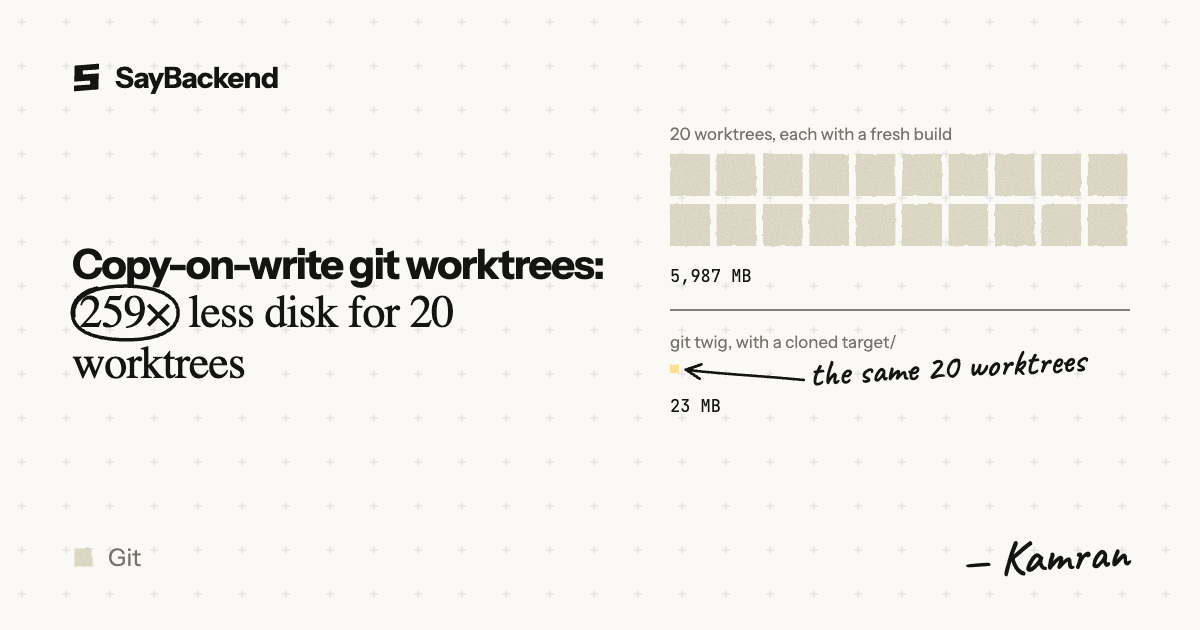 SayBackend
Copy-on-write git worktrees:
259× less disk for 20
worktrees
20 worktrees, each with a fresh build
5,987 MB
git twig, with a cloned target/
the same 20 worktrees
23 MB
Git
– Kamran